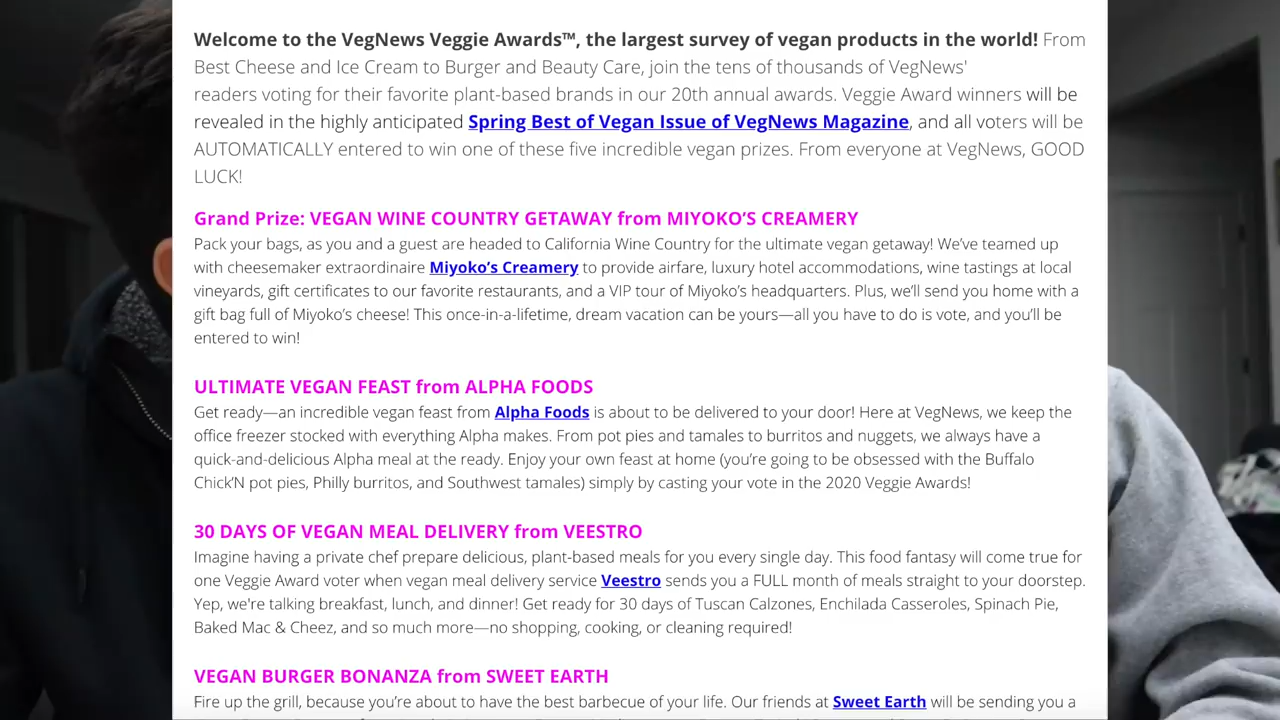 Welcome to the VegNews Veggie Awards™, the largest survey of vegan products in the world! From
Best Cheese and Ice Cream to Burger and Beauty Care, join the tens of thousands of VegNews'
readers voting for their favorite plant-based brands in our 20th annual awards. Veggie Award winners will be
revealed in the highly anticipated Spring Best of Vegan Issue of VegNews Magazine, and all voters will be
AUTOMATICALLY entered to win one of these five incredible vegan prizes. From everyone at VegNews, GOOD
LUCK!
Grand Prize: VEGAN WINE COUNTRY GETAWAY from MIYOKO’S CREAMERY
Pack your bags, as you and a guest are headed to California Wine Country for the ultimate vegan getaway! We’ve teamed up
with cheesemaker extraordinaire Miyoko’s Creamery to provide airfare, luxury hotel accommodations, wine tastings at local
vineyards, gift certificates to our favorite restaurants, and a VIP tour of Miyoko’s headquarters. Plus, we’ll send you home with a
gift bag full of Miyoko’s cheese! This once-in-a-lifetime, dream vacation can be yours—all you have to do is vote, and you’ll be
entered to win!
ULTIMATE VEGAN FEAST from ALPHA FOODS
Get ready—an incredible vegan feast from Alpha Foods is about to be delivered to your door! Here at VegNews, we keep the
office freezer stocked with everything Alpha makes. From pot pies and tamales to burritos and nuggets, we always have a
quick-and-delicious Alpha meal at the ready. Enjoy your own feast at home (you’re going to be obsessed with the Buffalo
Chick’N pot pies, Philly burritos, and Southwest tamales) simply by casting your vote in the 2020 Veggie Awards!
30 DAYS OF VEGAN MEAL DELIVERY from VEESTRO
Imagine having a private chef prepare delicious, plant-based meals for you every single day. This food fantasy will come true for
one Veggie Award voter when vegan meal delivery service Veestro sends you a FULL month of meals straight to your doorstep.
Yep, we're talking breakfast, lunch, and dinner! Get ready for 30 days of Tuscan Calzones, Enchilada Casseroles, Spinach Pie,
Baked Mac & Cheez, and so much more—no shopping, cooking, or cleaning required!
VEGAN BURGER BONANZA from SWEET EARTH
Fire up the grill, because you’re about to have the best barbecue of your life. Our friends at Sweet Earth will be sending you a